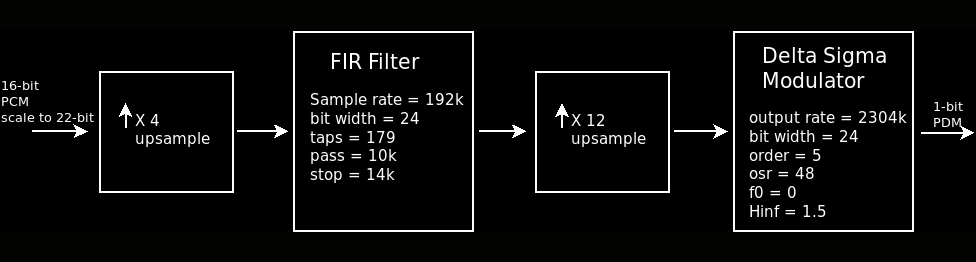 16-bit
PCM
scale to 22-bit
X 4
upsample
FIR Filter
Sample rate = 192k
bit width = 24
taps = 179
pass = 10k
stop = 14k
X 12
upsample
Delta Sigma
Modulator
output rate = 2304k
bit width = 24
order = 5
osr = 48
f0 = 0
Hinf = 1.5
1-bit
PDM